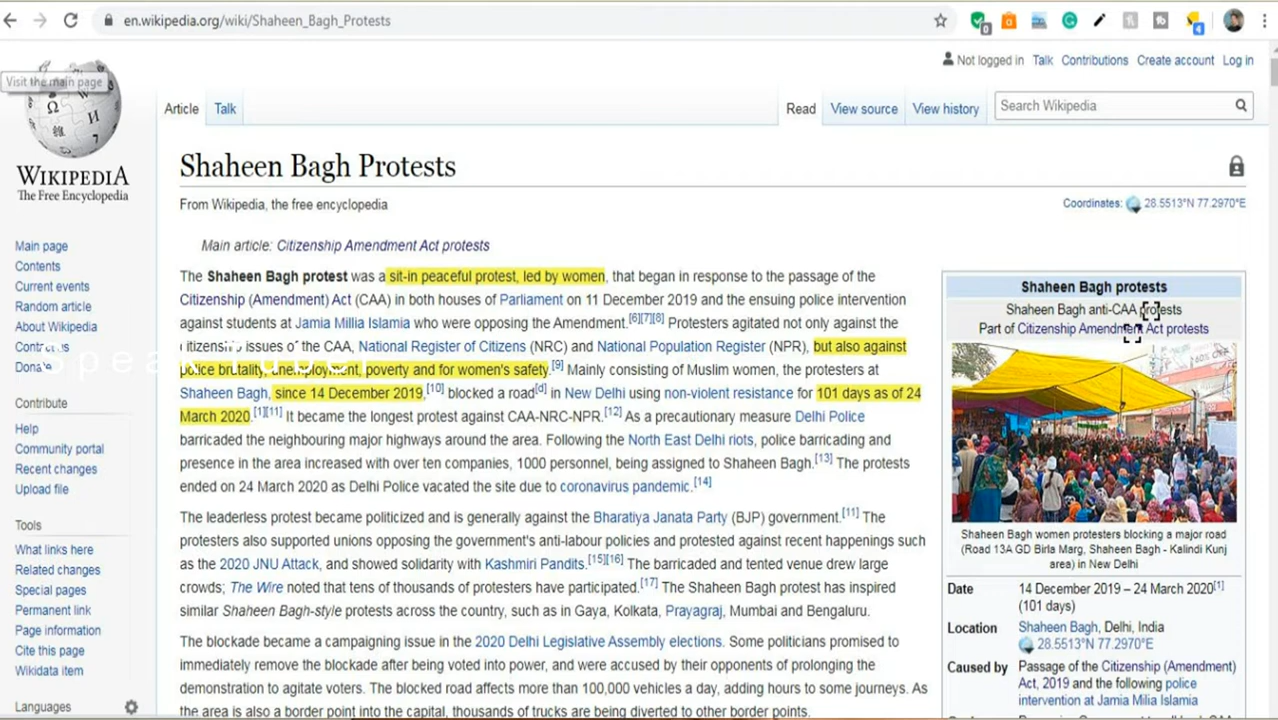 en.wikipedia.org/wiki/Shaheen_Bagh_Protests
0
4
Not logged in Talk Contributions Create account Log in
Visit the main page
Article Talk
Read View source View history
Search Wikipedia
WIKIPEDIA
The Free Encyclopedia
Main page
Contents
Current events
Random article
About Wikipedia
Contribute
Help
Community portal
Recent changes
Upload file
Tools
What links here
Related changes
Special pages
Permanent link
Page information
Cite this page
Wikidata item
Languages
Shaheen Bagh Protests
From Wikipedia, the free encyclopedia
Coordinates: 28.5513°N 77.2970°E
Main article: Citizenship Amendment Act protests
The Shaheen Bagh protest was a sit-in peaceful protest, led by women, that began in response to the passage of the
Citizenship (Amendment) Act (CAA) in both houses of Parliament on 11 December 2019 and the ensuing police intervention
against students at Jamia Millia Islamia who were opposing the Amendment.[6][7][8] Protesters agitated not only against the
citizenship issues of the CAA, National Register of Citizens (NRC) and National Population Register (NPR), but also against
police brutality, unemployment, poverty and for women's safety.[9] Mainly consisting of Muslim women, the protesters at
Shaheen Bagh, since 14 December 2019,[10] blocked a road[d] in New Delhi using non-violent resistance for 101 days as of 24
March 2020.[1][11] It became the longest protest against CAA-NRC-NPR.[12] As a precautionary measure Delhi Police
barricaded the neighbouring major highways around the area. Following the North East Delhi riots, police barricading and
presence in the area increased with over ten companies, 1000 personnel, being assigned to Shaheen Bagh.[13] The protests
ended on 24 March 2020 as Delhi Police vacated the site due to coronavirus pandemic.[14]
The leaderless protest became politicized and is generally against the Bharatiya Janata Party (BJP) government.[11] The
protesters also supported unions opposing the government's anti-labour policies and protested against recent happenings such
as the 2020 JNU Attack, and showed solidarity with Kashmiri Pandits.[15][16] The barricaded and tented venue drew large
crowds; The Wire noted that tens of thousands of protesters have participated.[17] The Shaheen Bagh protest has inspired
similar Shaheen Bagh-style protests across the country, such as in Gaya, Kolkata, Prayagraj, Mumbai and Bengaluru.
The blockade became a campaigning issue in the 2020 Delhi Legislative Assembly elections. Some politicians promised to
immediately remove the blockade after being voted into power, and were accused by their opponents of prolonging the
demonstration to agitate voters. The blocked road affects more than 100,000 vehicles a day, adding hours to some journeys. As
the area is also a border point into the capital, thousands of trucks are being diverted to other border points.
Shaheen Bagh protests
Shaheen Bagh anti-CAA protests
Part of Citizenship Amendment Act protests
Shaheen Bagh women protesters blocking a major road
(Road 13A GD Birla Marg, Shaheen Bagh - Kalindi Kunj
area) in New Delhi
Date 14 December 2019 – 24 March 2020[1]
(101 days)
Location Shaheen Bagh, Delhi, India
28.5513°N 77.2970°E
Caused by Passage of the Citizenship (Amendment)
Act, 2019 and the following police
intervention at Jamia Milia Islamia